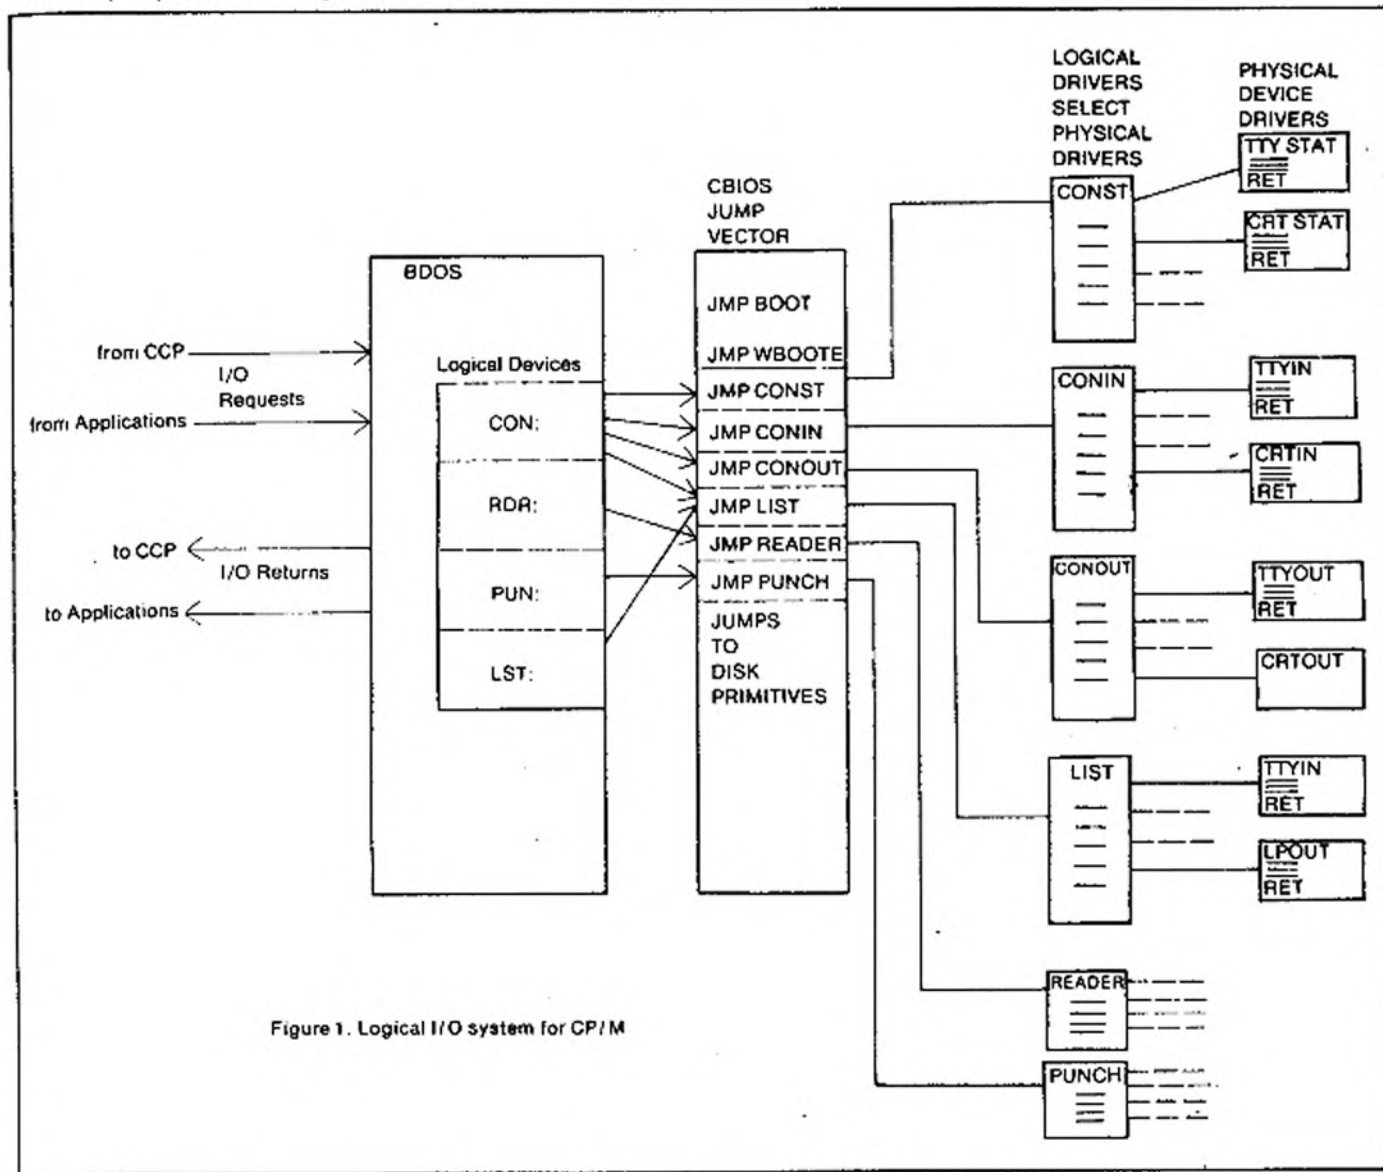 LOGICAL
DRIVERS
SELECT
PHYSICAL
DRIVERS
PHYSICAL
DEVICE
DRIVERS
CBIOS
JUMP
VECTOR
BDOS
from CCP
I/O
Requests
from Applications
to CCP
I/O Returns
to Applications
Logical Devices
CON:
RDR:
PUN:
LST:
JMP BOOT
JMP WBOOTE
JMP CONST
JMP CONIN
JMP CONOUT
JMP LIST
JMP READER
JMP PUNCH
JUMPS
TO
DISK
PRIMITIVES
CONST
TTY STAT
RET
CRT STAT
RET
CONIN
TTYIN
RET
CRTIN
RET
CONOUT
TTYOUT
RET
CRTOUT
LIST
TTYIN
RET
LPOUT
RET
READER
PUNCH
Figure 1. Logical I/O system for CP/M